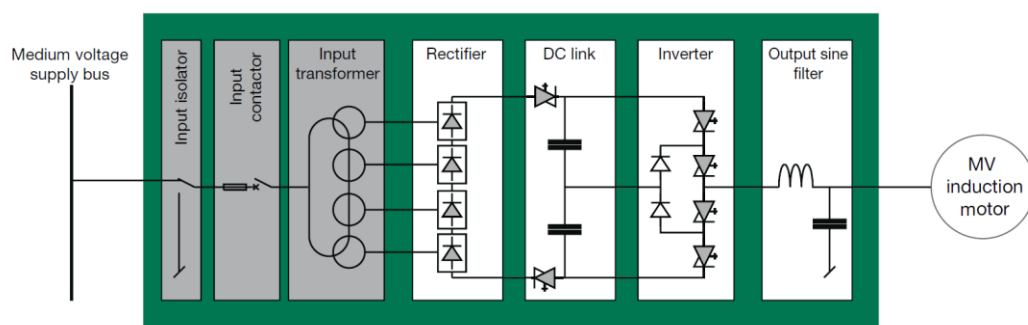 Medium voltage
supply bus
Input isolator
Input
contactor
Input
transformer
Rectifier
DC link
Inverter
Output sine
filter
MV
induction
motor